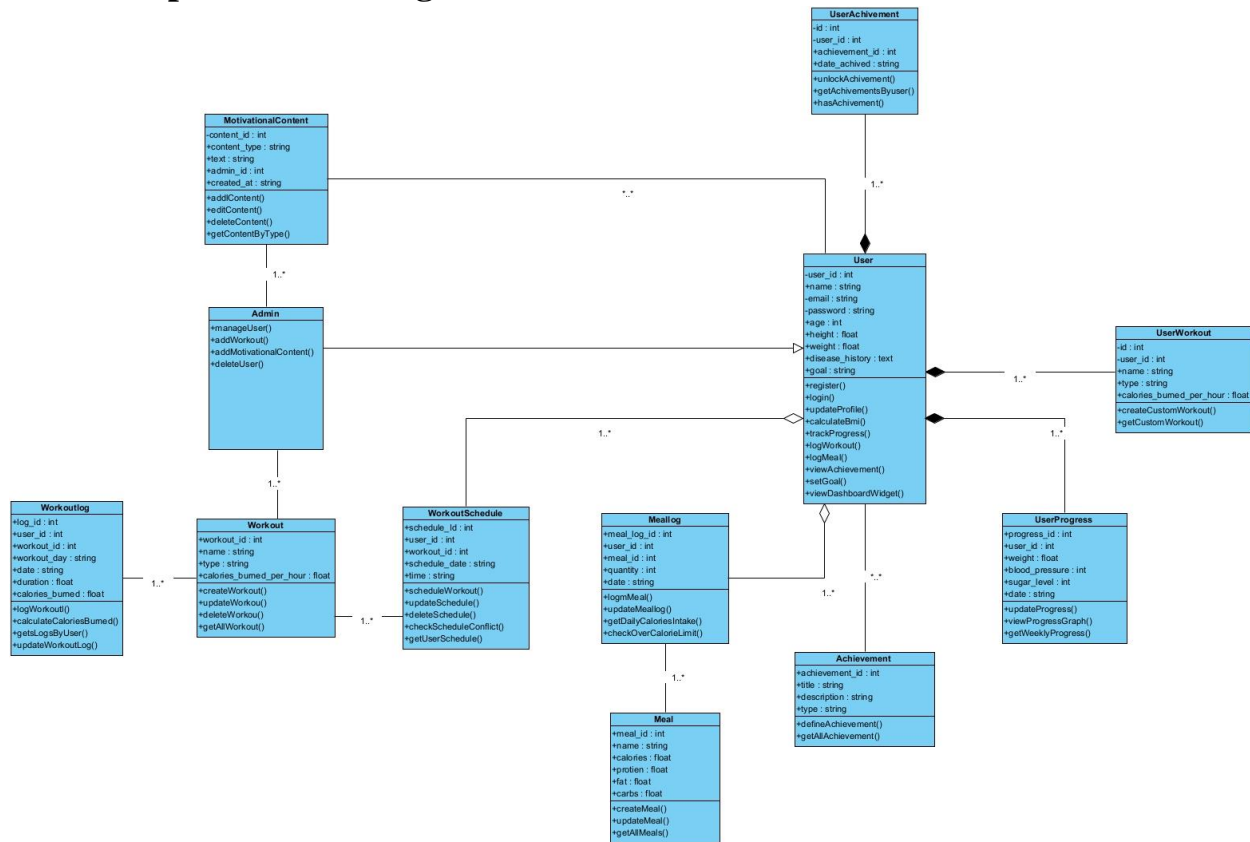 UserAchivement
-id : int
-user_id : int
+achievement_id : int
+date_achived : string
+unlockAchivement()
+getAchivementsByuser()
+hasAchivement()
1..*
MotivationalContent
-content_id : int
+content_type : string
+text : string
+admin_id : int
+created_at : string
+addlContent()
+editContent()
+deleteContent()
+getContentByType()
*..*
1..*
Admin
+manageUser()
+addWorkout()
+addMotivationalContent()
+deleteUser()
User
-user_id : int
+name : string
-email : string
-password : string
+age : int
+height : float
+weight : float
+disease_history : text
+goal : string
+register()
+login()
+updateProfile()
+calculateBmi()
+trackProgress()
+logWorkout()
+logMeal()
+viewAchievement()
+setGoal()
+viewDashboardWidget()
UserWorkout
-id : int
-user_id : int
+name : string
+type : string
+calories_burned_per_hour : float
+createCustomWorkout()
+getCustomWorkout()
1..*
1..*
1..*
1..*
Workoutlog
+log_id : int
+user_id : int
+workout_id : int
+workout_day : string
+date : string
+duration : float
+calories_burned : float
+logWorkoutl()
+calculateCaloriesBurned()
+getsLogsByUser()
+updateWorkoutLog()
1..*
Workout
+workout_id : int
+name : string
+type : string
+calories_burned_per_hour : float
+createWorkout()
+updateWorkou()
+deleteWorkou()
+getAllWorkout()
1..*
WorkoutSchedule
+schedule_Id : int
+user_id : int
+workout_id : int
+schedule_date : string
+time : string
+scheduleWorkout()
+updateSchedule()
+deleteSchedule()
+checkScheduleConflict()
+getUserSchedule()
Meallog
+meal_log_id : int
+user_id : int
+meal_id : int
+quantity : int
+date : string
+logmMeal()
+updateMeallog()
+getDailyCaloriesIntake()
+checkOverCalorieLimit()
1..*
*..*
UserProgress
+progress_id : int
+user_id : int
+weight : float
+blood_pressure : int
+sugar_level : int
+date : string
+updateProgress()
+viewProgressGraph()
+getWeeklyProgress()
1..*
Achievement
+achievement_id : int
+title : string
+description : string
+type : string
+defineAchievement()
+getAllAchievement()
Meal
+meal_id : int
+name : string
+calories : float
+protien : float
+fat : float
+carbs : float
+createMeal()
+updateMeal()
+getAllMeals()